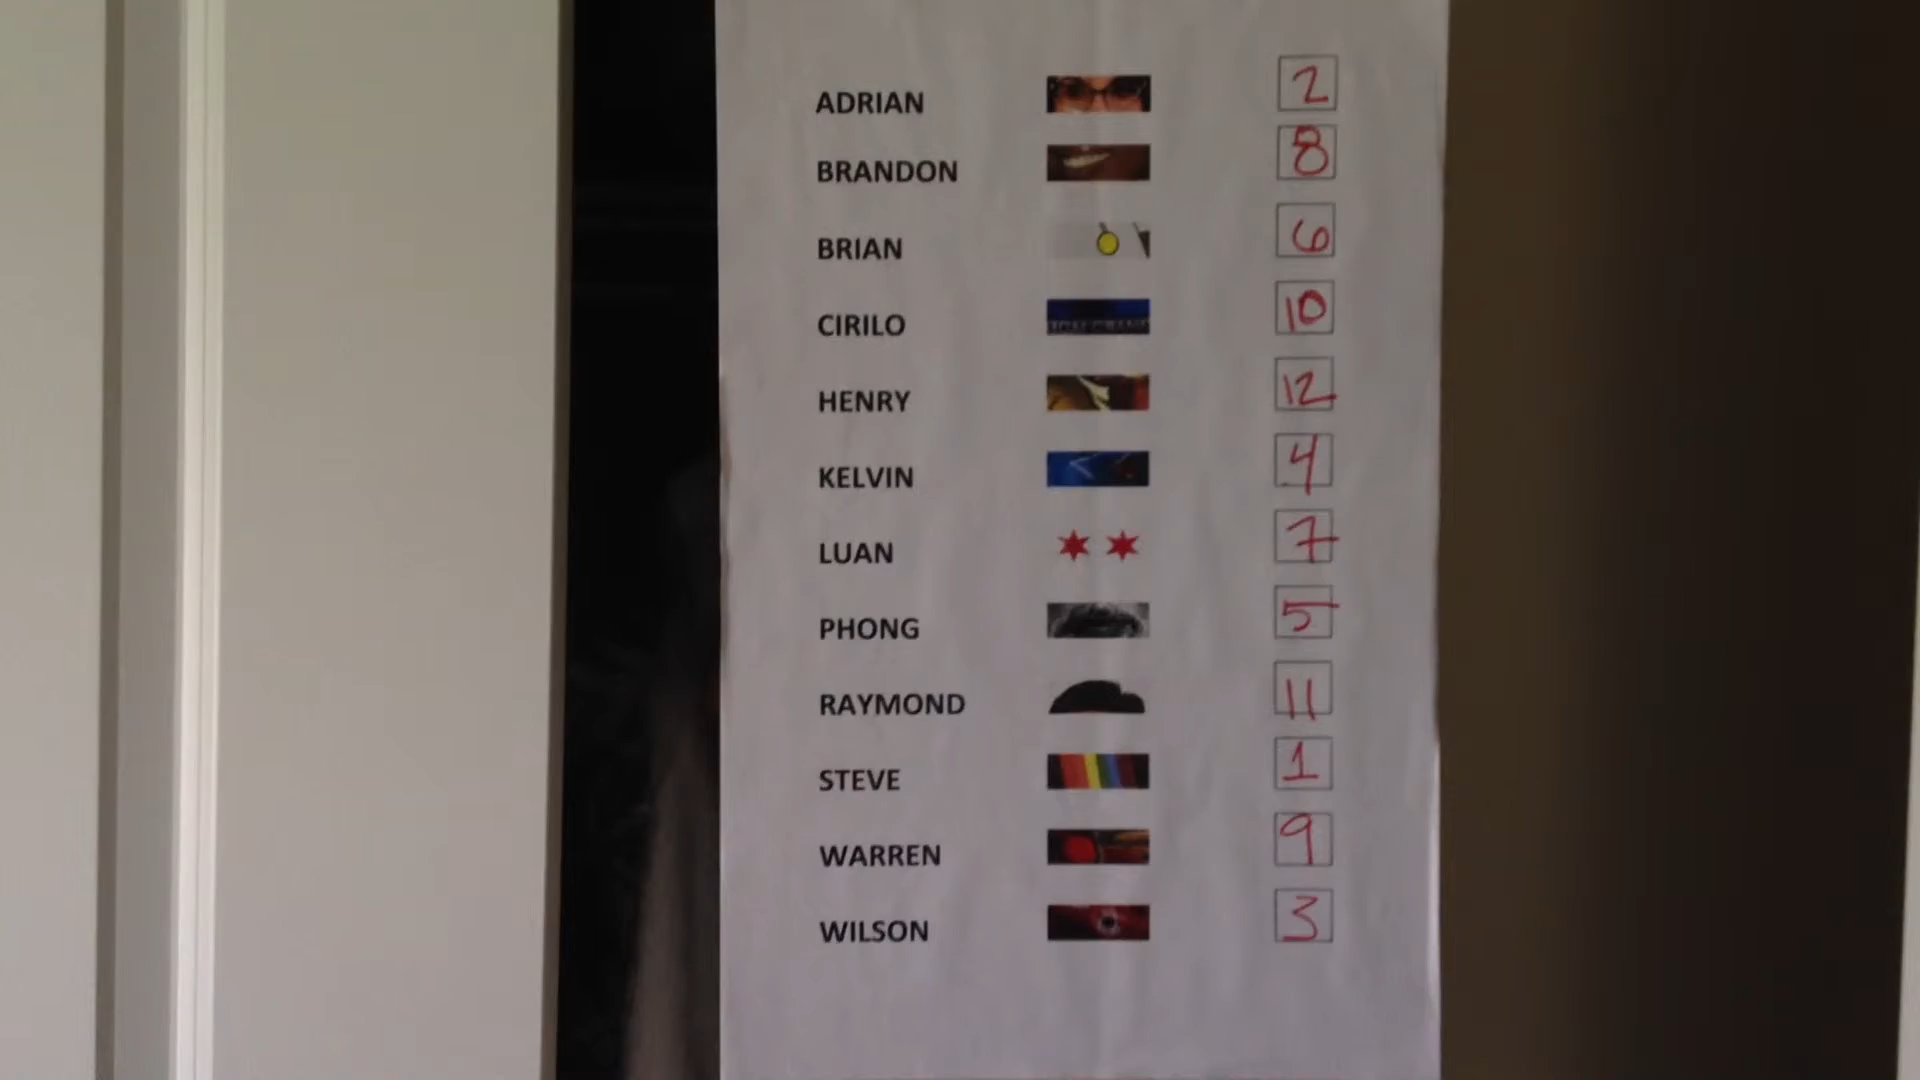 ADRIAN 2
BRANDON 8
BRIAN 6
CIRILO 10
HENRY 12
KELVIN 4
LUAN 7
PHONG 5
RAYMOND 11
STEVE 1
WARREN 9
WILSON 3